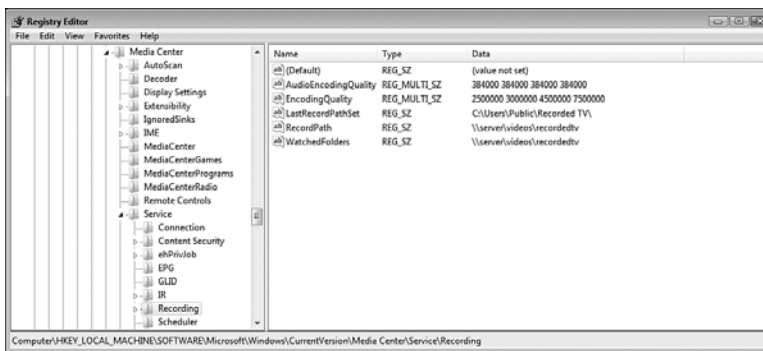 Registry Editor
File Edit View Favorites Help
Media Center
AutoScan
Decoder
Display Settings
Extensibility
IgnoredSinks
IME
MediaCenter
MediaCenterGames
MediaCenterPrograms
MediaCenterRadio
Remote Controls
Service
Connection
Content Security
ehPrivJob
EPG
GLID
IR
Recording
Scheduler
Name Type Data
(Default) REG_SZ (value not set)
AudioEncodingQuality REG_MULTI_SZ 384000 384000 384000 384000
EncodingQuality REG_MULTI_SZ 2500000 3000000 4500000 7500000
LastRecordPathSet REG_SZ C:\Users\Public\Recorded TV\
RecordPath REG_SZ \\server\videos\recordedtv
WatchedFolders REG_SZ \\server\videos\recordedtv
Computer\HKEY_LOCAL_MACHINE\SOFTWARE\Microsoft\Windows\CurrentVersion\Media Center\Service\Recording